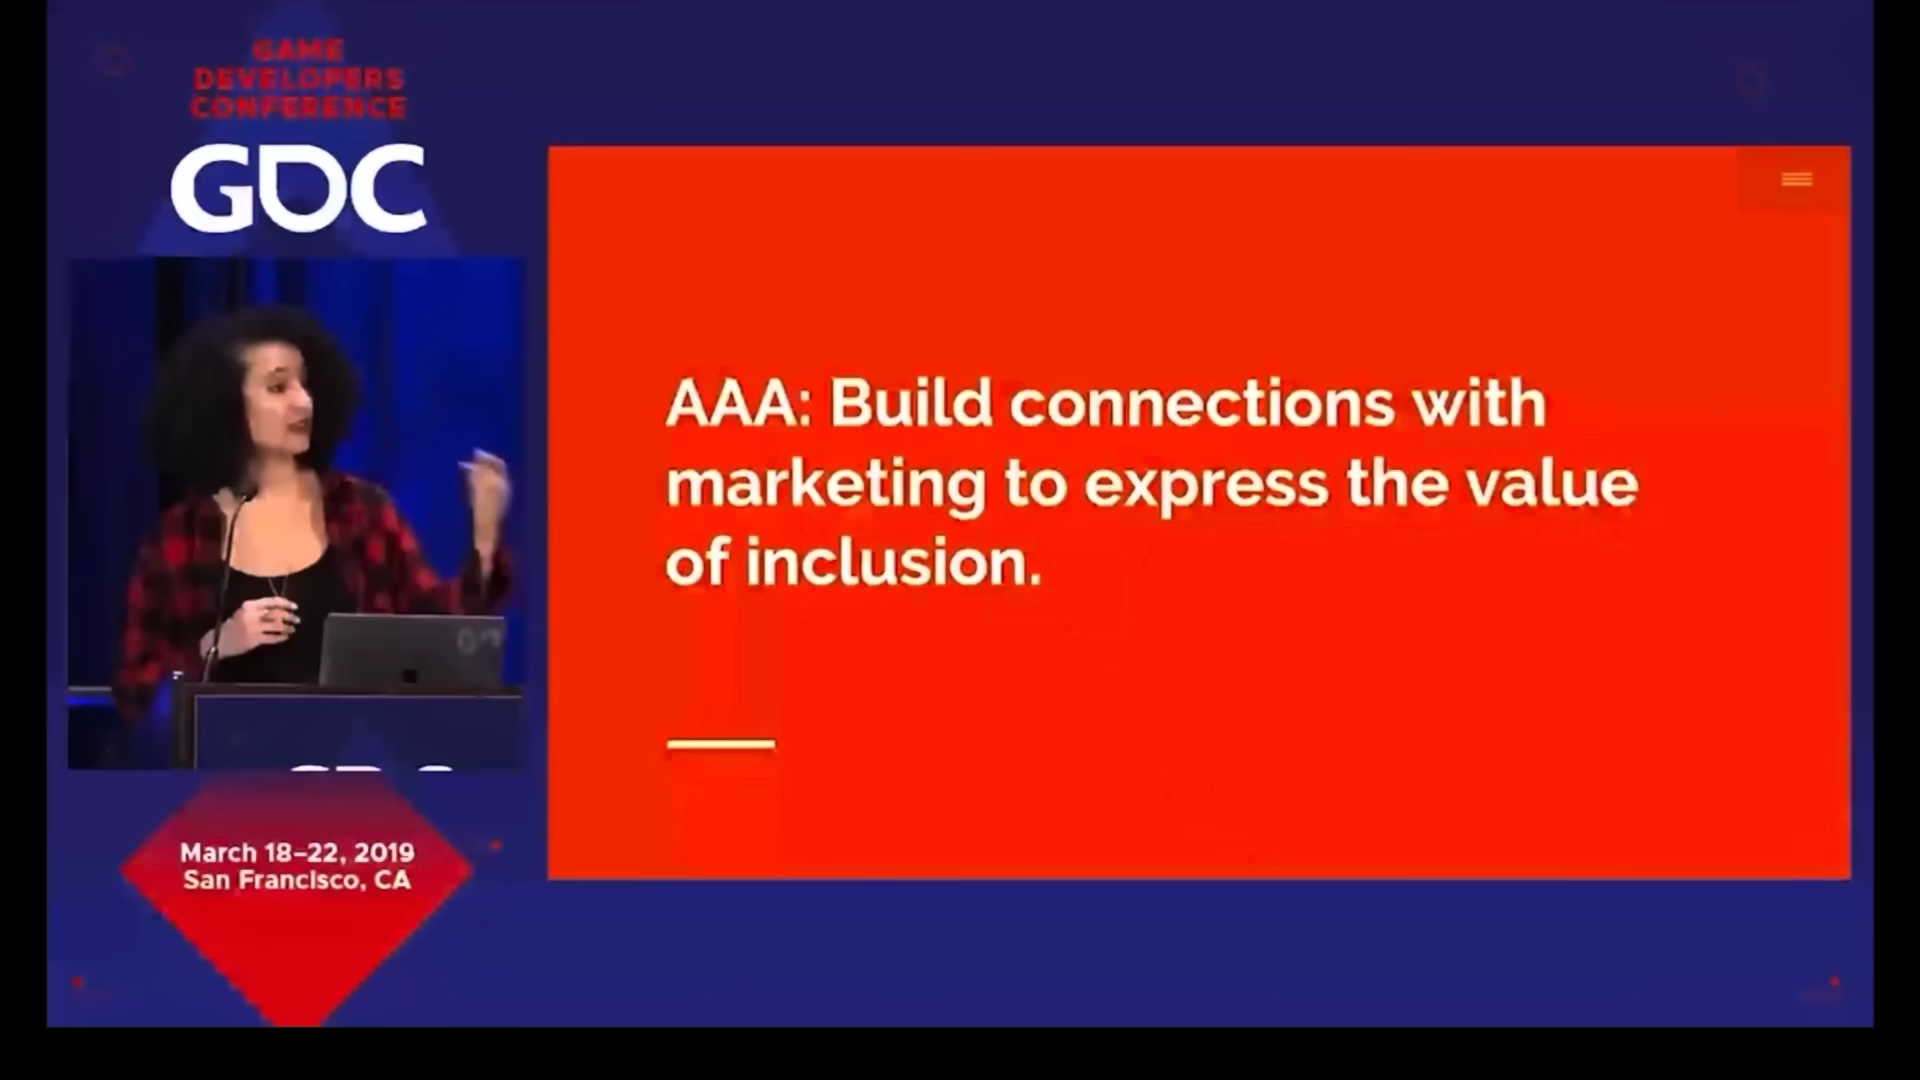 GAME
DEVELOPERS
CONFERENCE
GDC
AAA: Build connections with
marketing to express the value
of inclusion.
March 18–22, 2019
San Francisco, CA